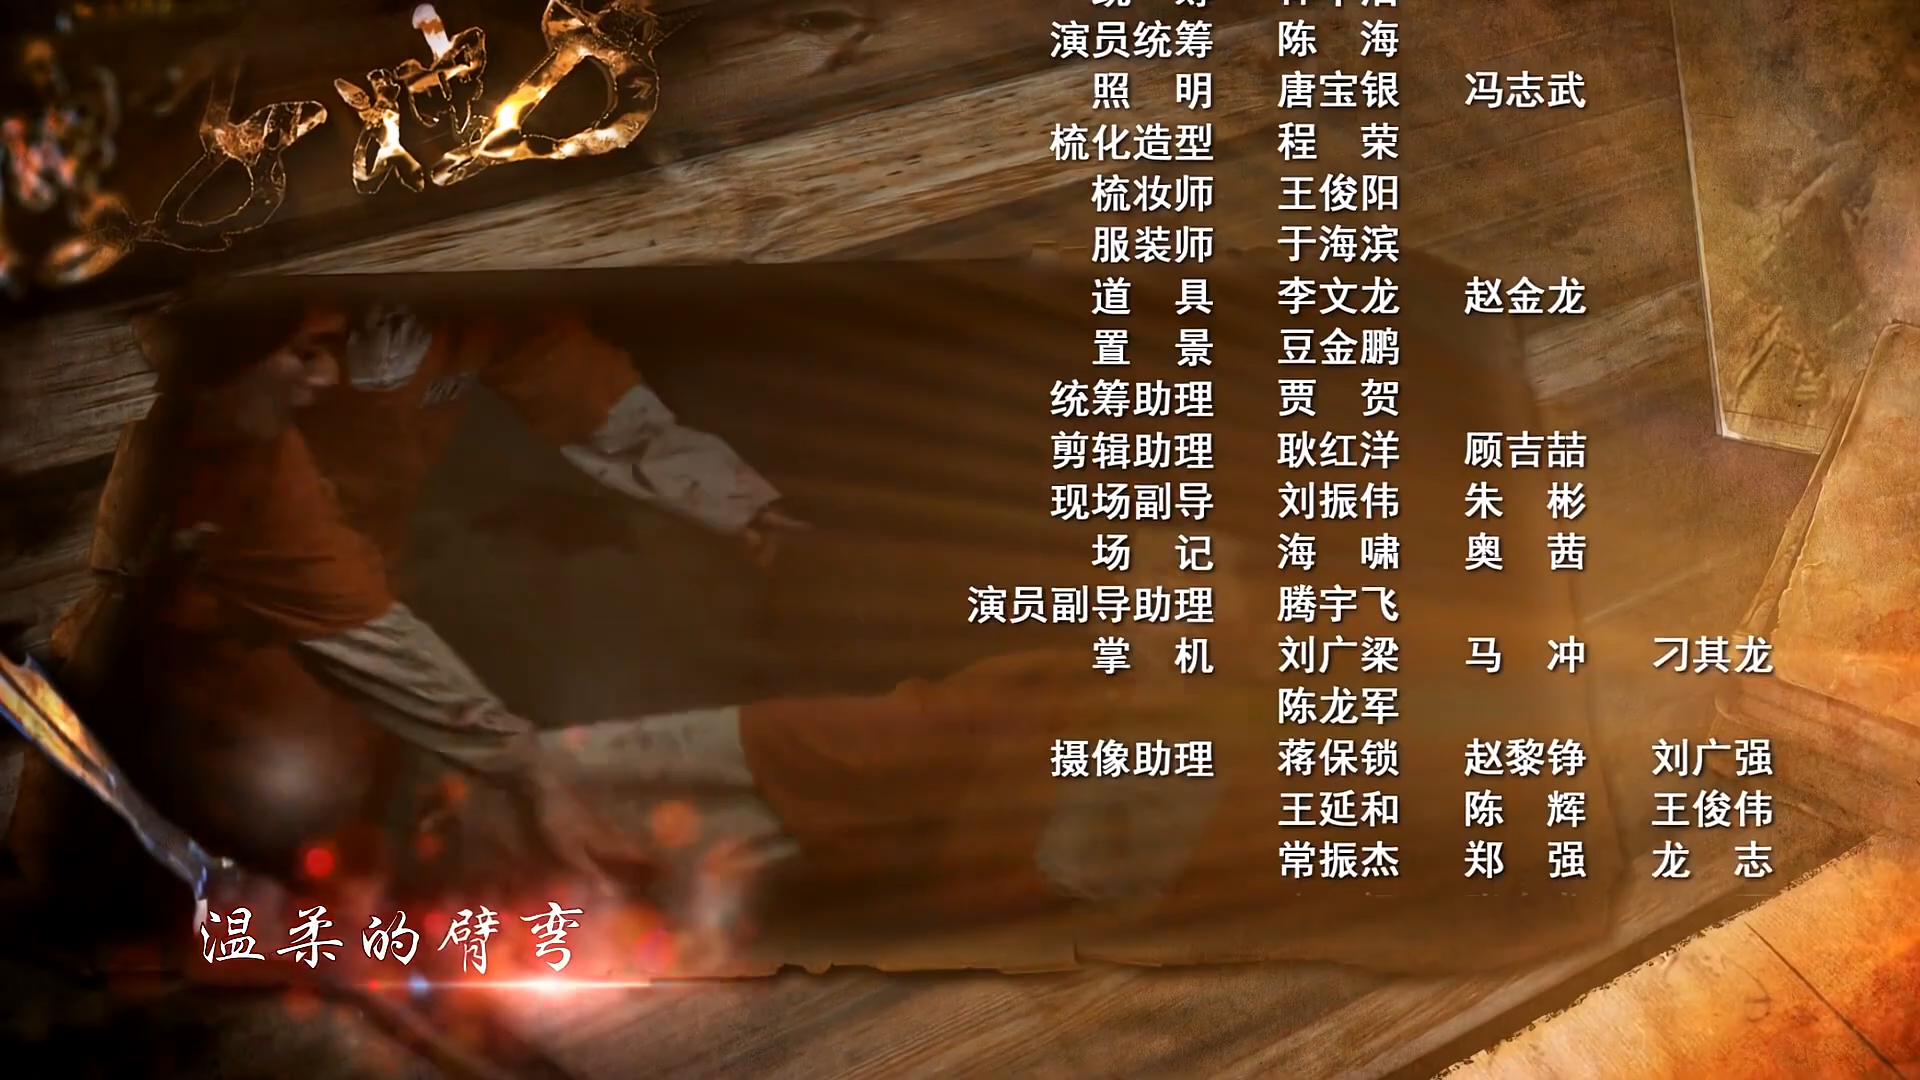 演员统筹 陈 海
照 明 唐宝银 冯志武
梳化造型 程 荣
梳妆师 王俊阳
服装师 于海滨
道 具 李文龙 赵金龙
置 景 豆金鹏
统筹助理 贾 贺
剪辑助理 耿红洋 顾吉喆
现场副导 刘振伟 朱 彬
场 记 海 啸 奥 茜
演员副导助理 腾宇飞
掌 机 刘广梁 马 冲 刁其龙
陈龙军
摄像助理 蒋保锁 赵黎铮 刘广强
王延和 陈 辉 王俊伟
常振杰 郑 强 龙 志
温柔的臂弯